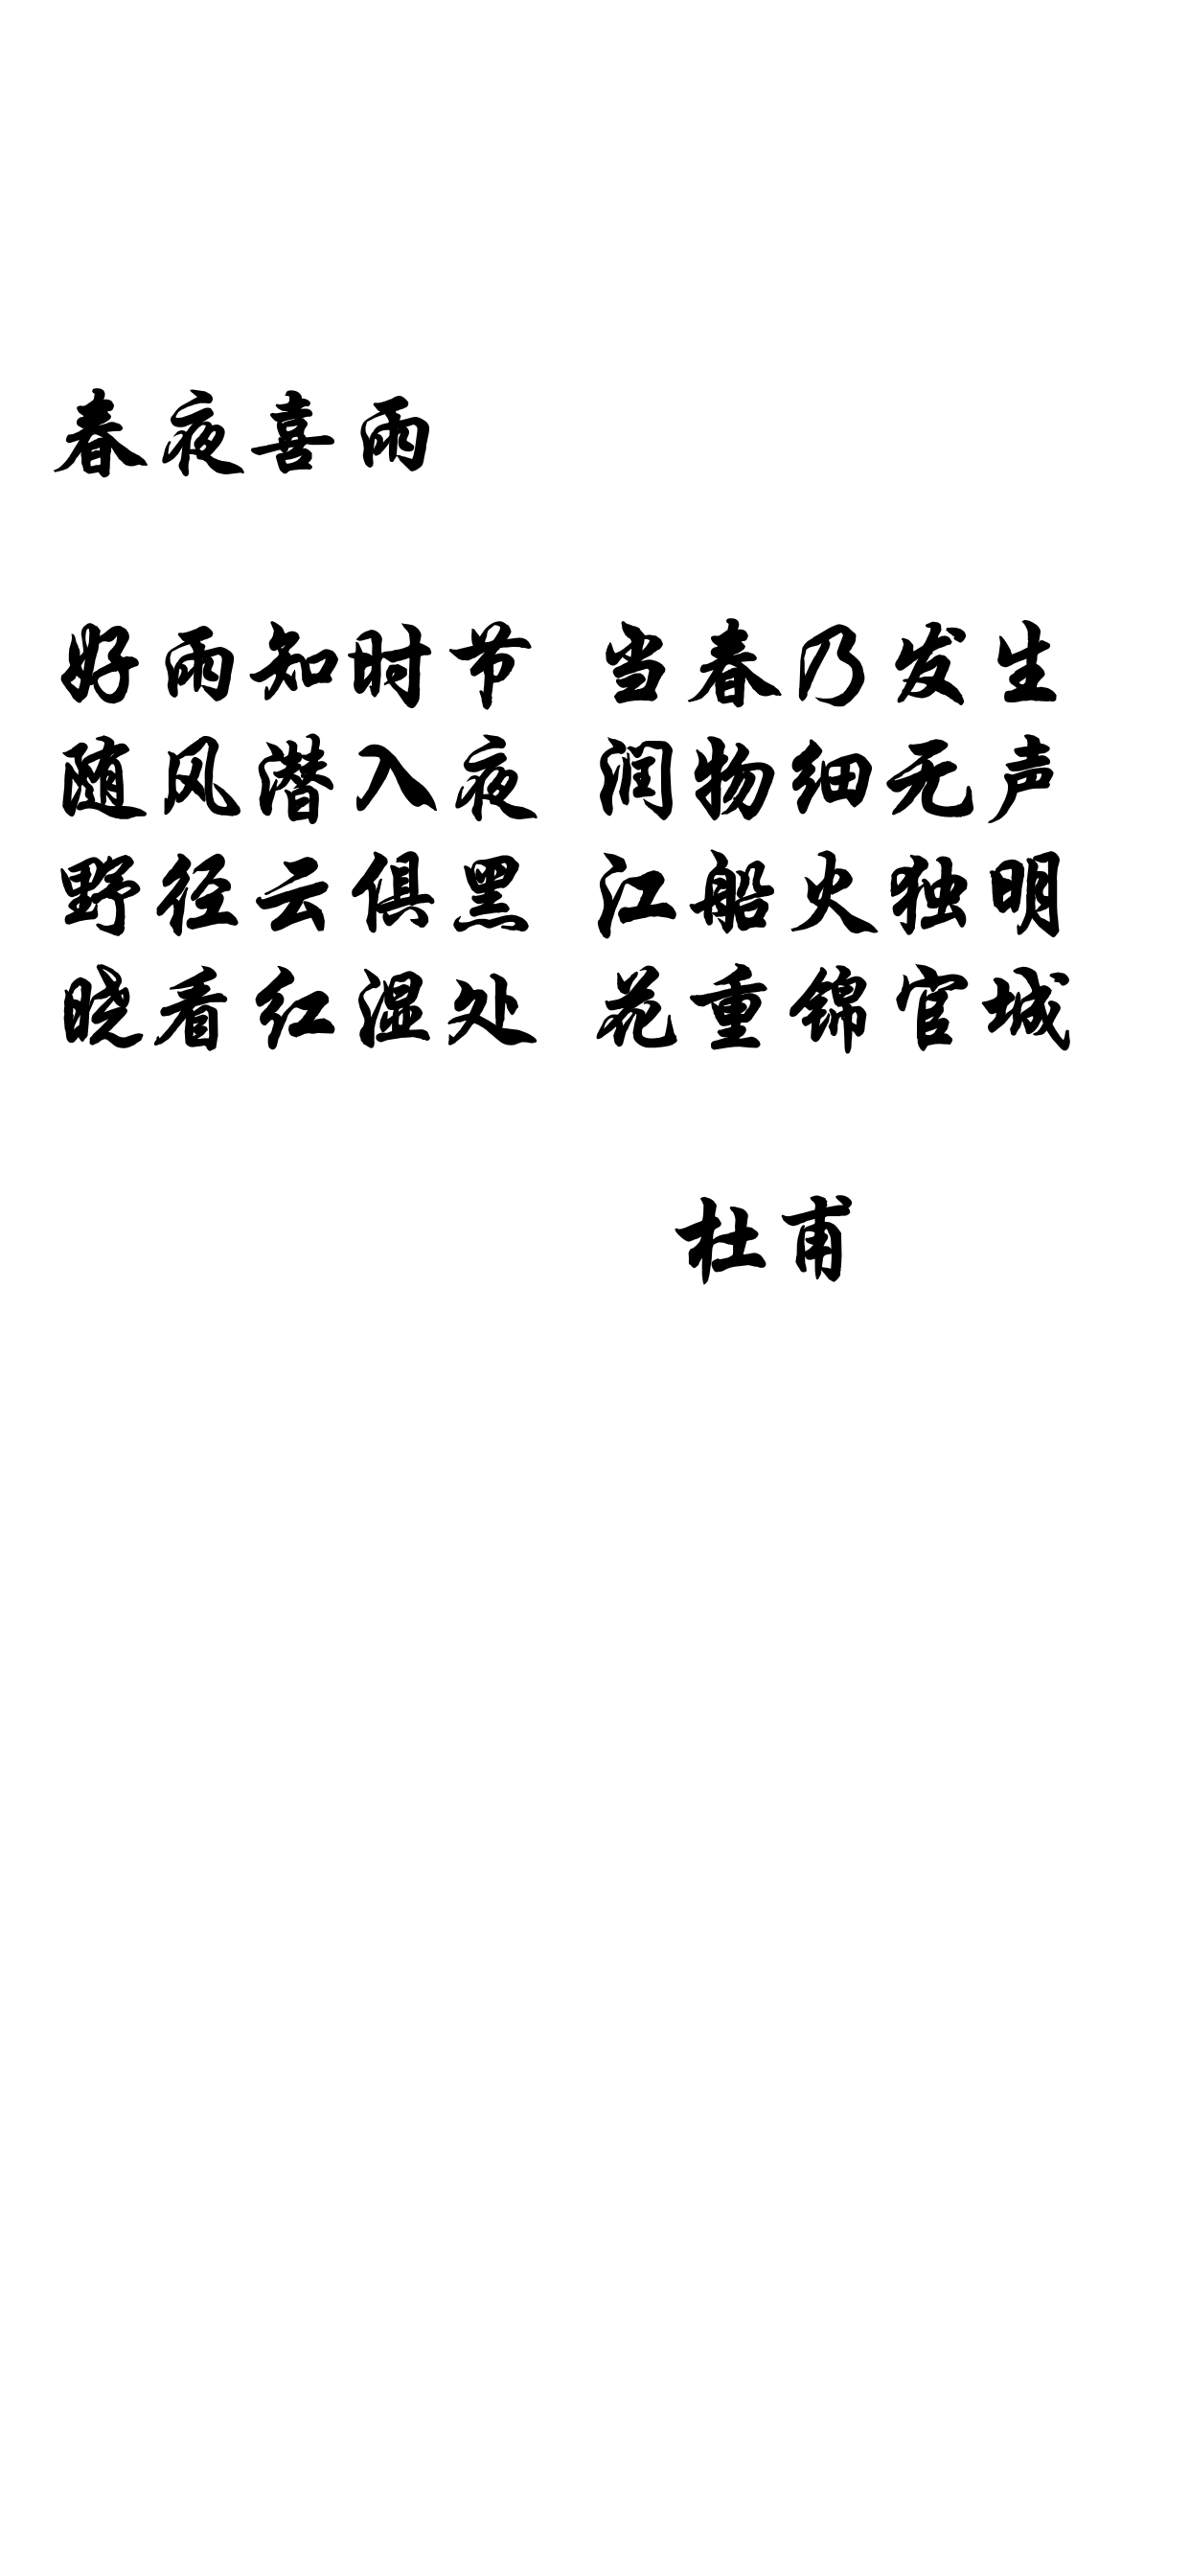 春夜喜雨
好雨知时节 当春乃发生
随风潜入夜 润物细无声
野径云俱黑 江船火独明
晓看红湿处 花重锦官城
杜甫